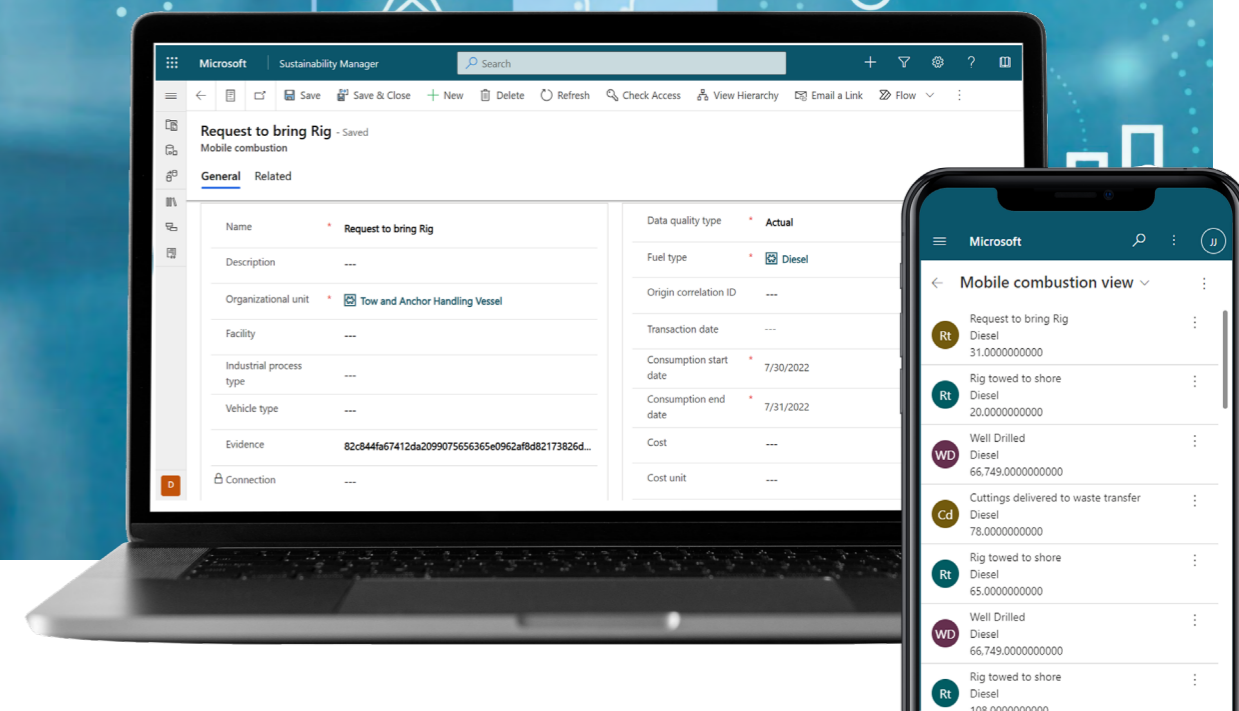 Microsoft Sustainability Manager Search
Save Save & Close New Delete Refresh Check Access View Hierarchy Email a Link Flow
Request to bring Rig - Saved
Mobile combustion
General Related
Name * Request to bring Rig
Description ---
Organizational unit * Tow and Anchor Handling Vessel
Facility ---
Industrial process
type ---
Vehicle type ---
Evidence 82c844fa67412da2099075656365e0962af8d82173826d...
Connection ---
D
Data quality type * Actual
Fuel type * Diesel
Origin correlation ID ---
Transaction date ---
Consumption start
date * 7/30/2022
Consumption end
date * 7/31/2022
Cost ---
Cost unit ---
Microsoft JJ
Mobile combustion view
Rt
Request to bring Rig
Diesel
31.0000000000
Rt
Rig towed to shore
Diesel
20.0000000000
WD
Well Drilled
Diesel
66,749.0000000000
Cd
Cuttings delivered to waste transfer
Diesel
78.0000000000
Rt
Rig towed to shore
Diesel
65.0000000000
WD
Well Drilled
Diesel
66,749.0000000000
Rt
Rig towed to shore
Diesel
108.0000000000